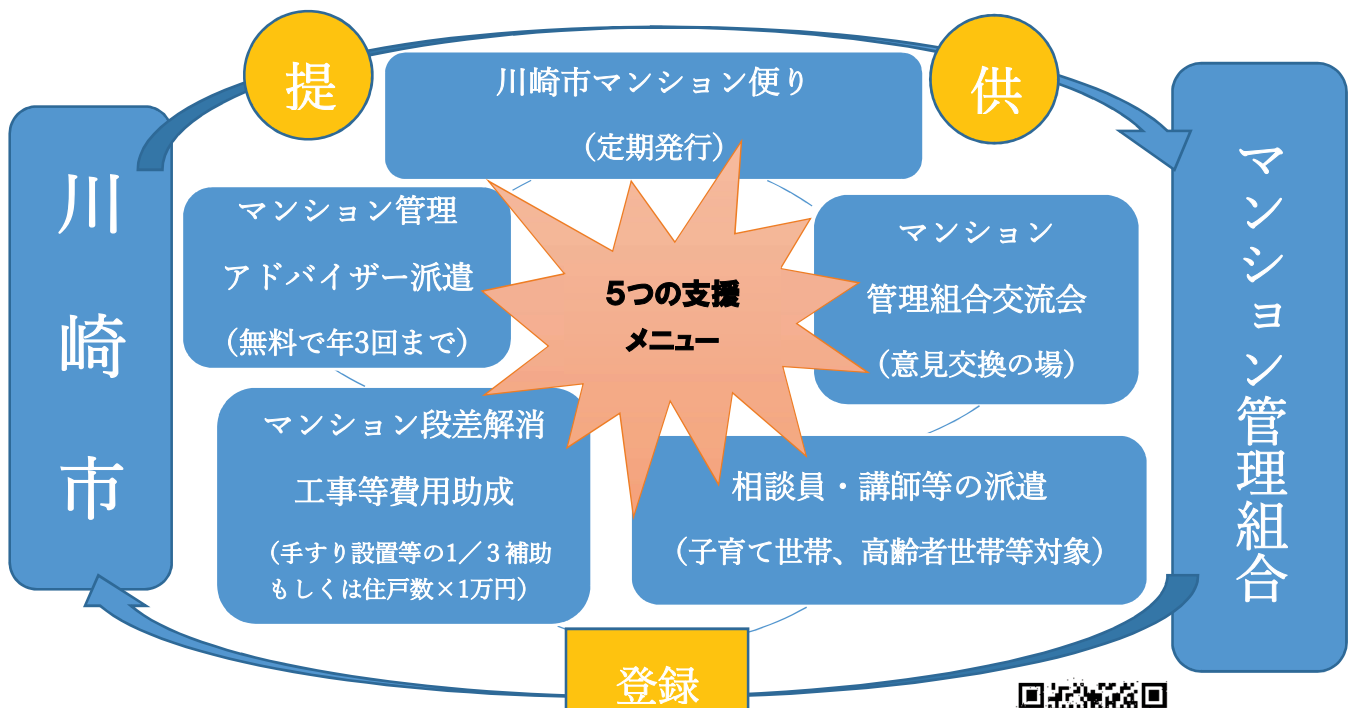 提
供
川崎市
マンション管理組合
川崎市マンション便り
（定期発行）
マンション管理
アドバイザー派遣
（無料で年3回まで）
5つの支援
メニュー
マンション
管理組合交流会
（意見交換の場）
マンション段差解消
工事等費用助成
（手すり設置等の1／３補助
もしくは住戸数×1万円）
相談員・講師等の派遣
（子育て世帯、高齢者世帯等対象）
登録